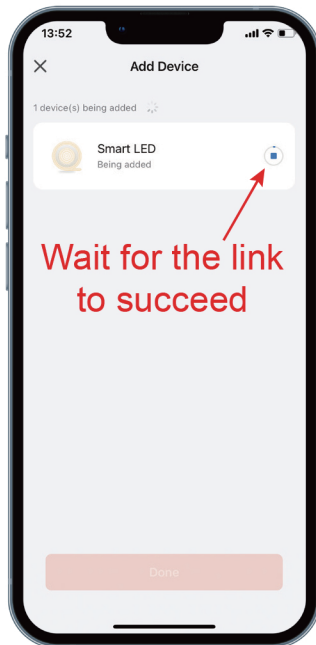 13:52
Add Device
1 device(s) being added
Smart LED
Being added
Wait for the link
to succeed
Done